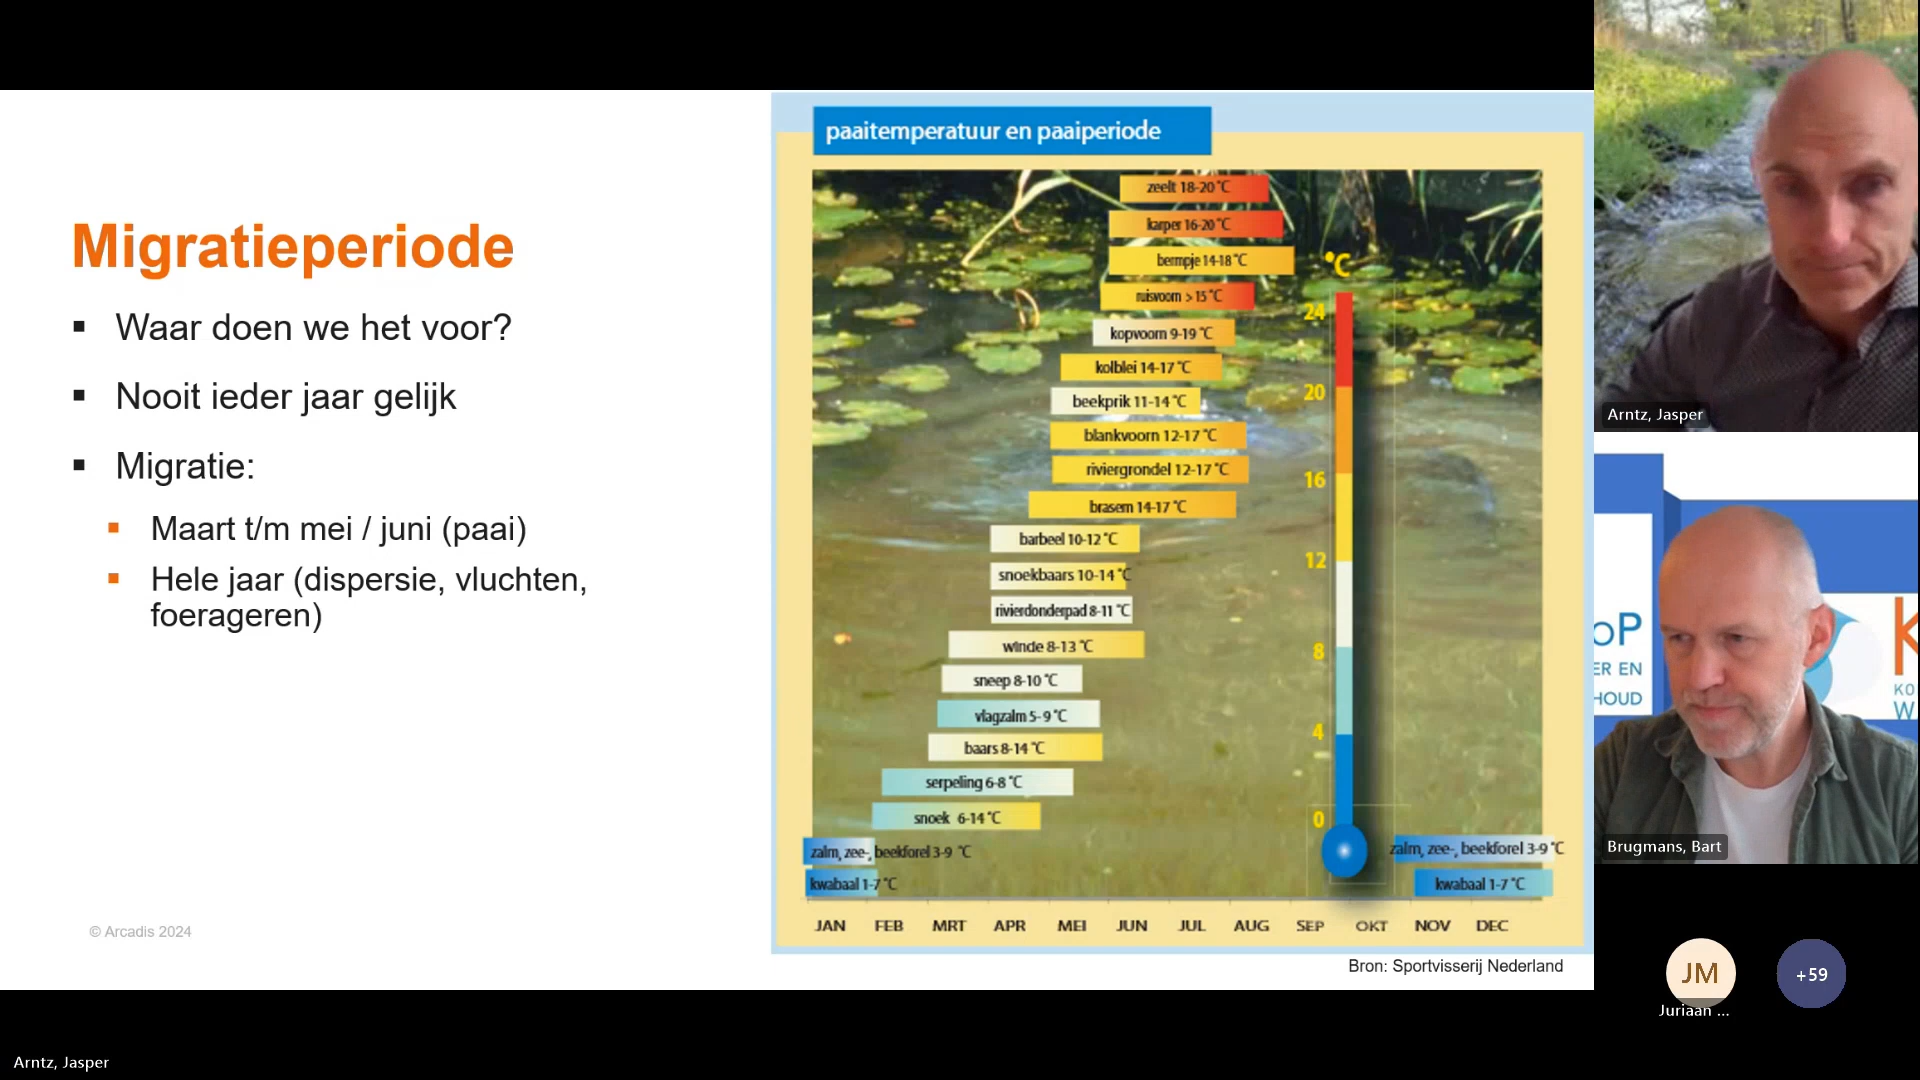 Migratieperiode
▪ Waar doen we het voor?
▪ Nooit ieder jaar gelijk
▪ Migratie:
▪ Maart t/m mei / juni (paai)
▪ Hele jaar (dispersie, vluchten,
foerageren)
© Arcadis 2024
paaitemperatuur en paaiperiode
zeelt 18-20 °C
karper 16-20 °C
bermpje 14-18 °C
ruisvoorn > 15 °C
kopvoorn 9-19 °C
kolblei 14-17 °C
beekprik 11-14 °C
blankvoorn 12-17 °C
riviergrondel 12-17 °C
brasem 14-17 °C
barbeel 10-12 °C
snoekbaars 10-14 °C
rivierdonderpad 8-11 °C
winde 8-13 °C
sneep 8-10 °C
vlagzalm 5-9 °C
baars 8-14 °C
serpeling 6-8 °C
snoek 6-14 °C
zalm, zee-, beekforel 3-9 °C
kwabaal 1-7 °C
°C
24
20
16
12
8
4
0
zalm, zee-, beekforel 3-9 °C
kwabaal 1-7 °C
JAN FEB MRT APR MEI JUN JUL AUG SEP OKT NOV DEC
Bron: Sportvisserij Nederland
Arntz, Jasper
oP
ER EN
HOUD
K
KO
W
Brugmans, Bart
JM
+59
Juriaan ...
Arntz, Jasper